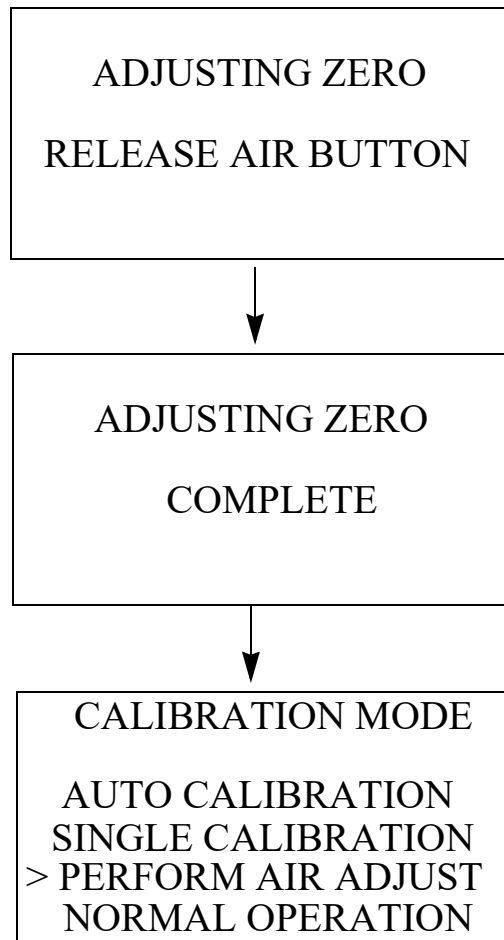 ADJUSTING ZERO
RELEASE AIR BUTTON
ADJUSTING ZERO
COMPLETE
CALIBRATION MODE
AUTO CALIBRATION
SINGLE CALIBRATION
> PERFORM AIR ADJUST
NORMAL OPERATION